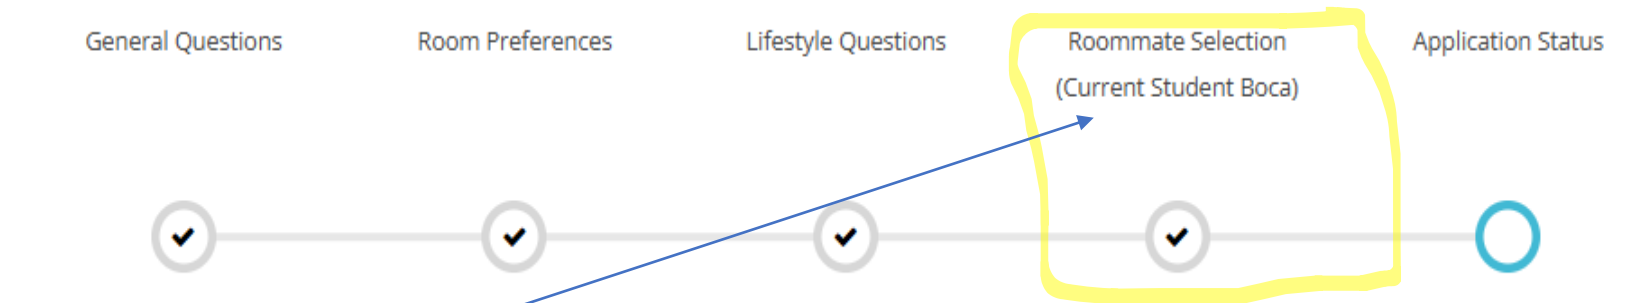 General Questions
Room Preferences
Lifestyle Questions
Roommate Selection
(Current Student Boca)
Application Status